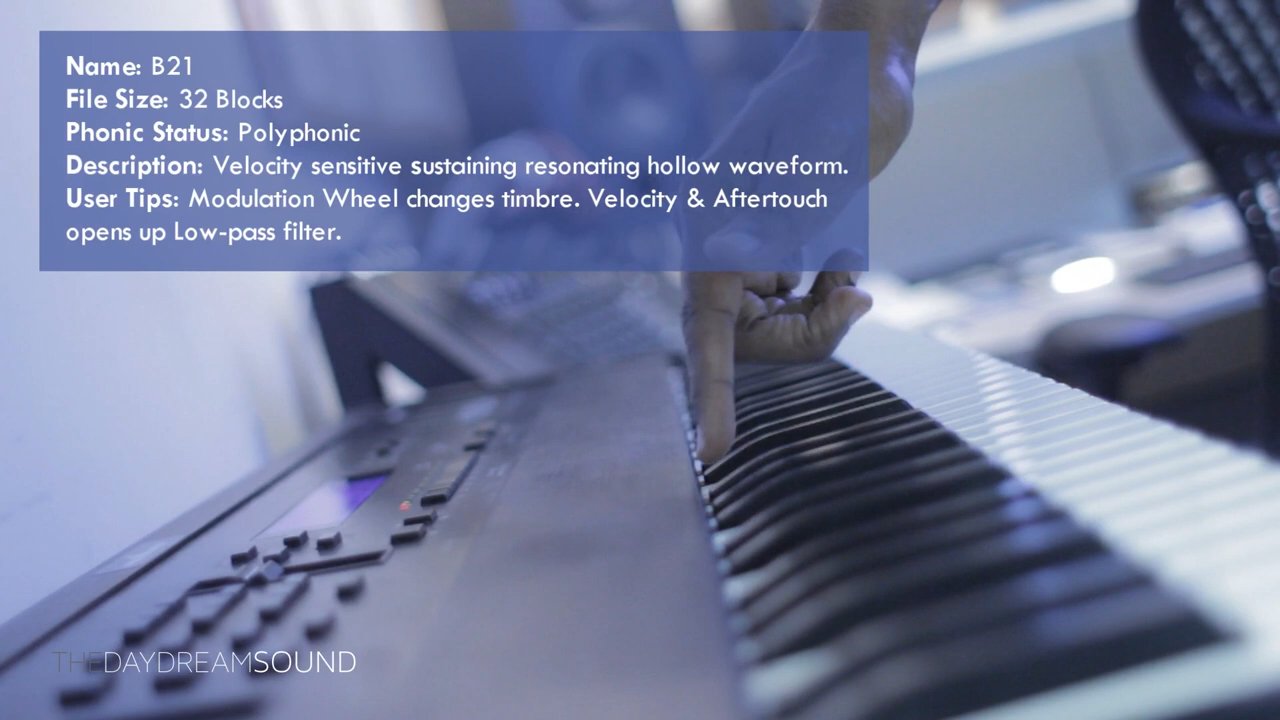 Name: B21
File Size: 32 Blocks
Phonic Status: Polyphonic
Description: Velocity sensitive sustaining resonating hollow waveform.
User Tips: Modulation Wheel changes timbre. Velocity & Aftertouch
opens up Low-pass filter.
THEDAYDREAMSOUND